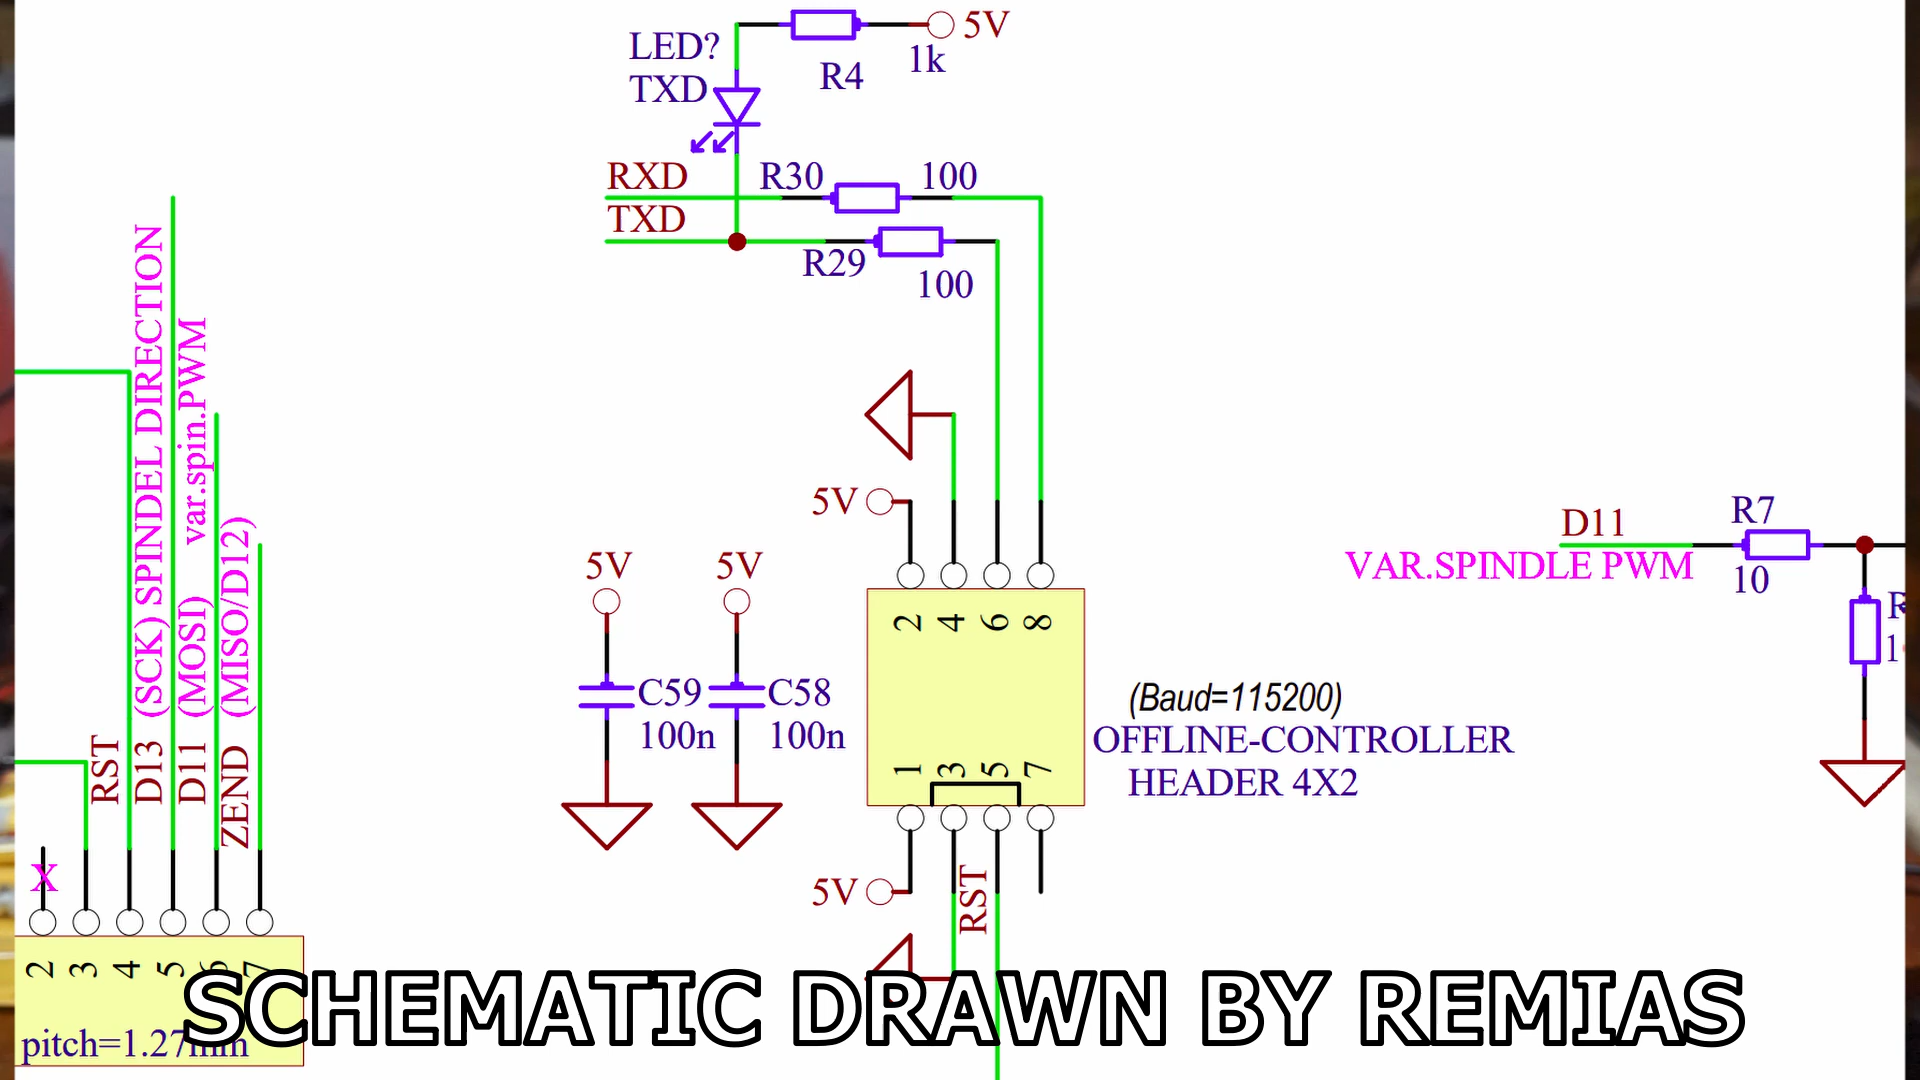 5V
LED?
1k
R4
TXD
RXD
R30
100
TXD
R29
100
(SCK) SPINDEL DIRECTION
var.spin.PWM
(MOSI)
(MISO/D12)
RST
D13
D11
ZEND
X
2 3 4 5 6 7
pitch=1.27mm
5V
5V
5V
C59
100n
C58
100n
2 4 6 8
1 3 5 7
(Baud=115200)
OFFLINE-CONTROLLER
HEADER 4X2
5V
RST
D11
VAR.SPINDLE PWM
R7
10
SCHEMATIC DRAWN BY REMIAS